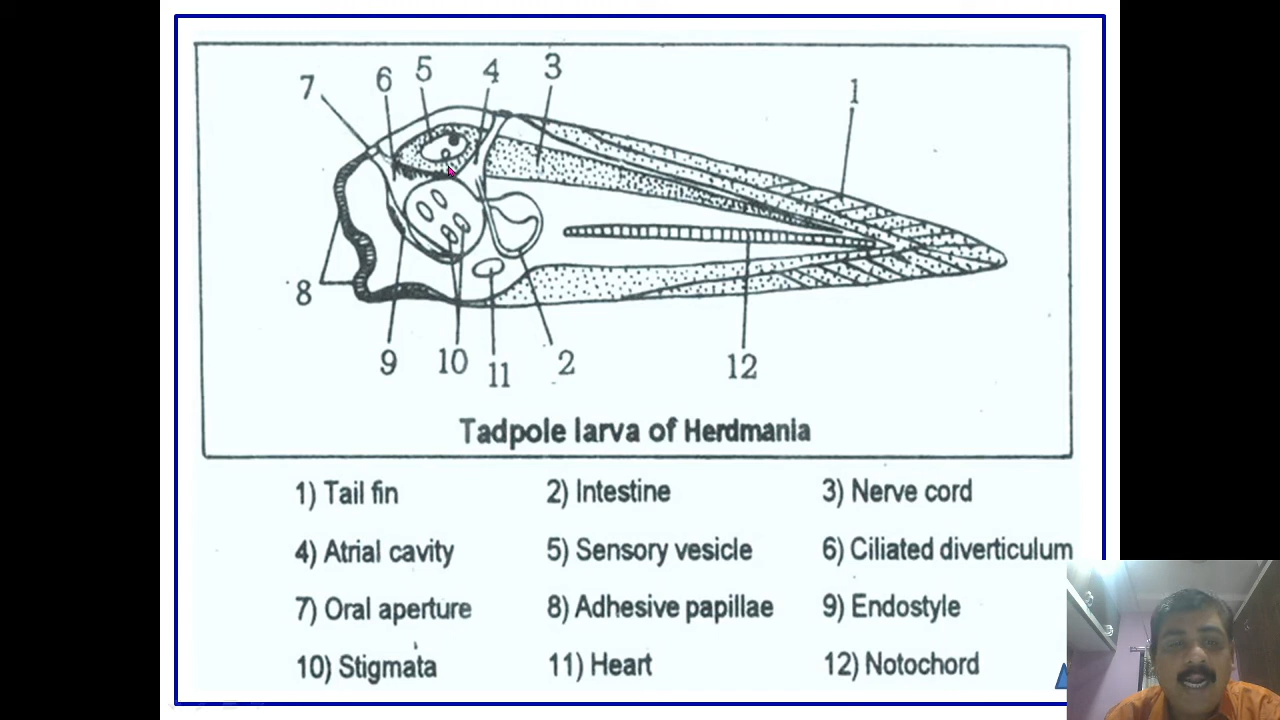 5 4 3
7 6 1
8
9 10 11 2 12
Tadpole larva of Herdmania
1) Tail fin 2) Intestine 3) Nerve cord
4) Atrial cavity 5) Sensory vesicle 6) Ciliated diverticulum
7) Oral aperture 8) Adhesive papillae 9) Endostyle
10) Stigmata 11) Heart 12) Notochord